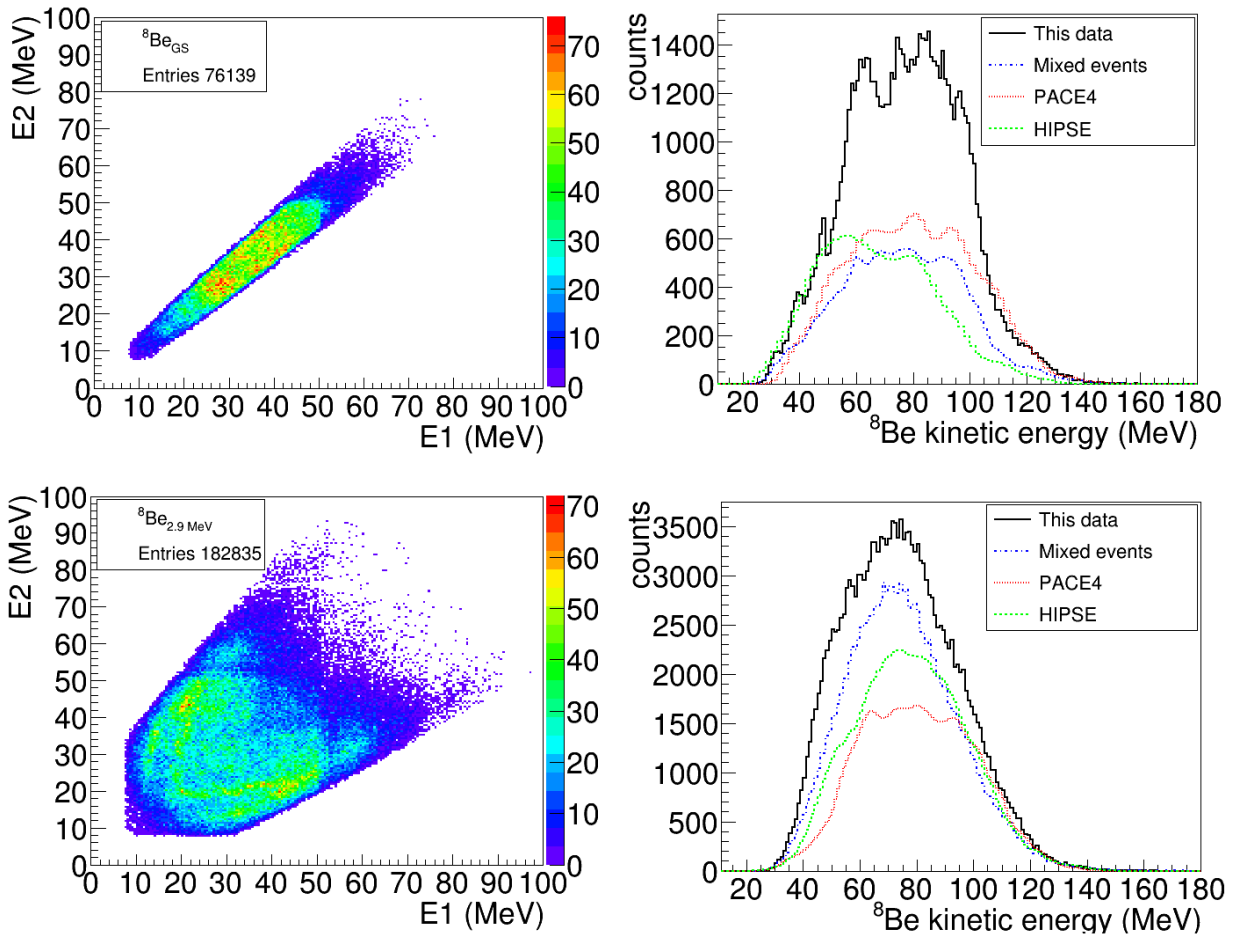 E2 (MeV)
100
90
80
70
60
50
40
30
20
10
0
⁸Be_GS
Entries 76139
70
60
50
40
30
20
10
0
0 10 20 30 40 50 60 70 80 90 100
E1 (MeV)
counts
1400
1200
1000
800
600
400
200
0
This data
Mixed events
PACE4
HIPSE
20 40 60 80 100 120 140 160 180
⁸Be kinetic energy (MeV)
E2 (MeV)
100
90
80
70
60
50
40
30
20
10
0
⁸Be_2.9 MeV
Entries 182835
70
60
50
40
30
20
10
0
0 10 20 30 40 50 60 70 80 90 100
E1 (MeV)
counts
3500
3000
2500
2000
1500
1000
500
0
This data
Mixed events
PACE4
HIPSE
20 40 60 80 100 120 140 160 180
⁸Be kinetic energy (MeV)